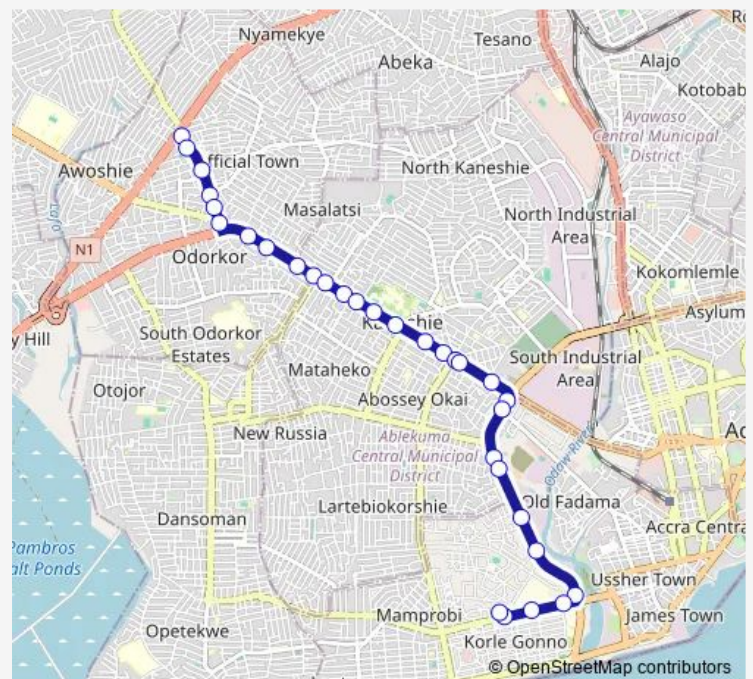 Nyamekye
Tesano
Abeka
Alajo
Kotobab
Ayawaso
Central Municipal
District
fficial Town
Awoshie
North Kaneshie
Masalatsi
North Industrial
Area
Lafa
N1
Odorkor
Kokomlemle
Asylum
y Hill
Ka
shie
South Odorkor
Estates
South Industrial
Area
Mataheko
Otojor
Abossey Okai
New Russia
Ablekuma
Central Municipal
District
Odaw River
Old Fadama
Lartebiokorshie
Dansoman
Accra Centra
Pambros
alt Ponds
Ussher Town
Mamprobi
James Town
Opetekwe
Korle Gonno
© OpenStreetMap contributors